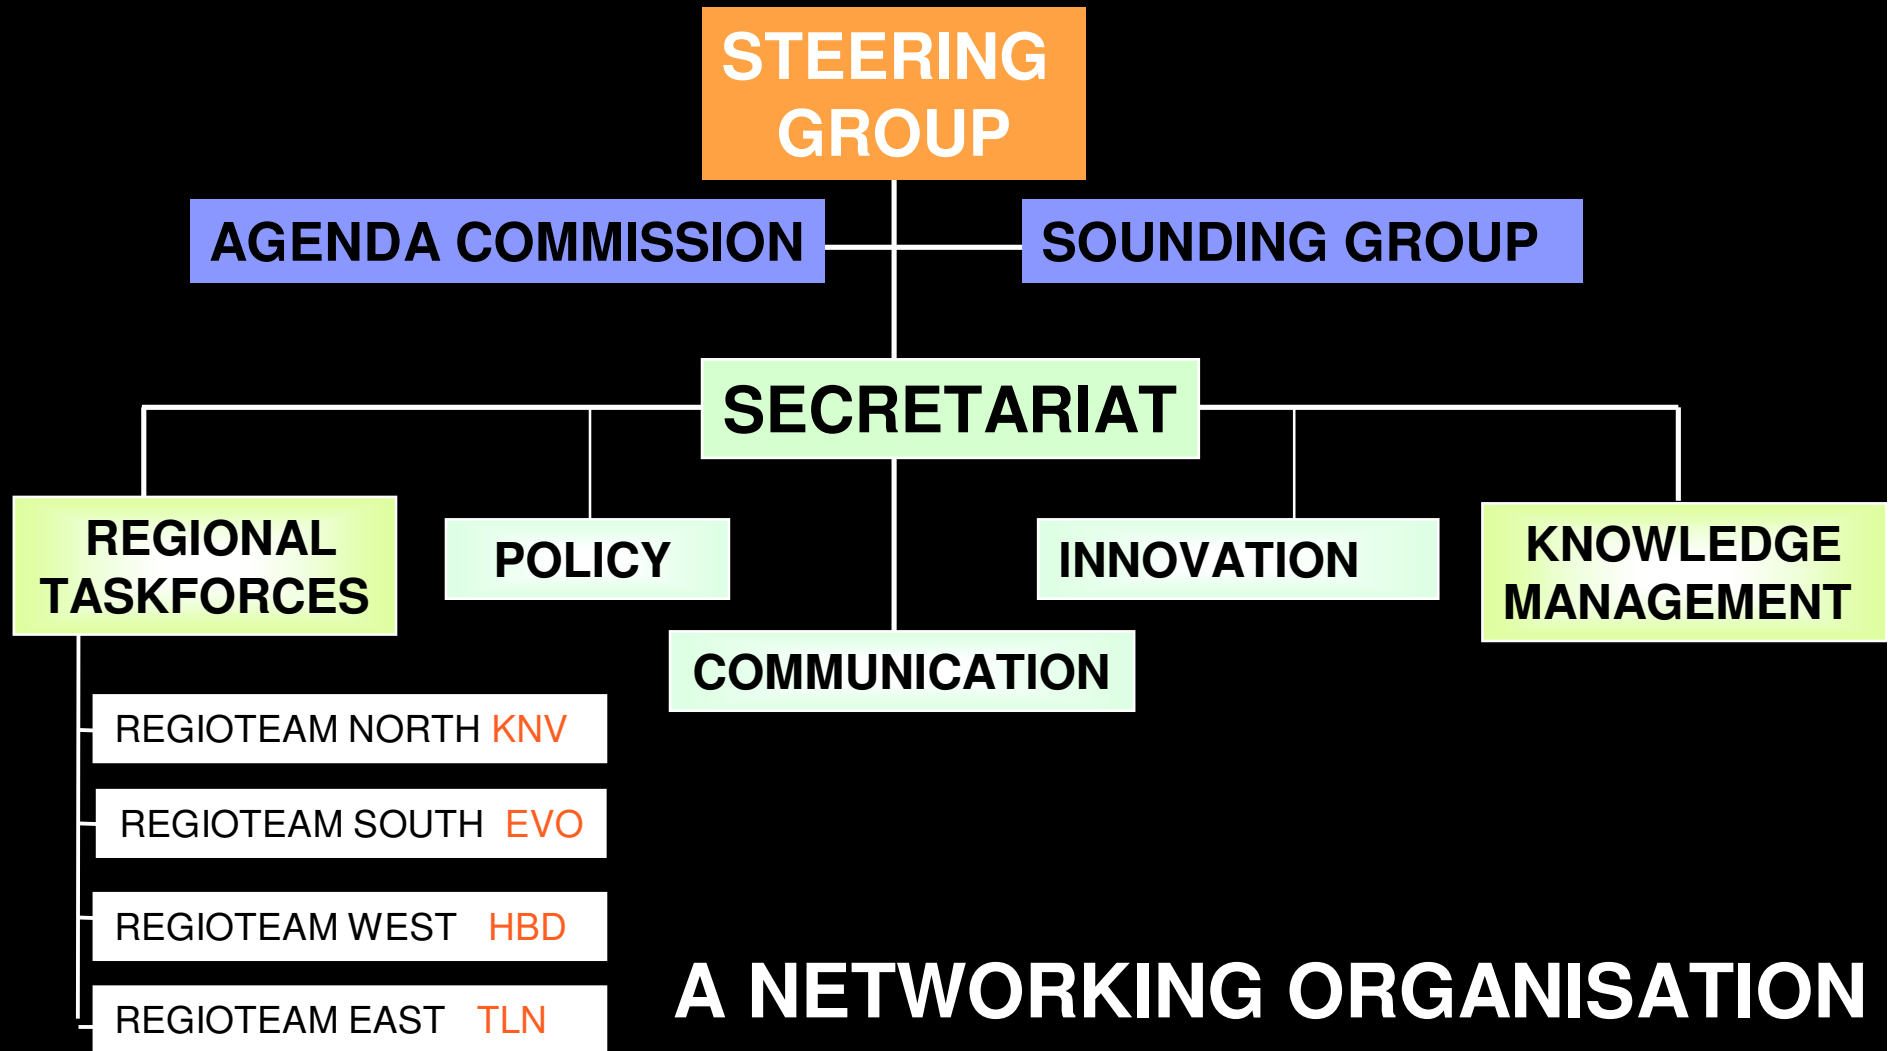 STEERING
GROUP
AGENDA COMMISSION
SOUNDING GROUP
SECRETARIAT
REGIONAL
TASKFORCES
POLICY
INNOVATION
KNOWLEDGE
MANAGEMENT
COMMUNICATION
REGIOTEAM NORTH KNV
REGIOTEAM SOUTH EVO
REGIOTEAM WEST HBD
REGIOTEAM EAST TLN
A NETWORKING ORGANISATION